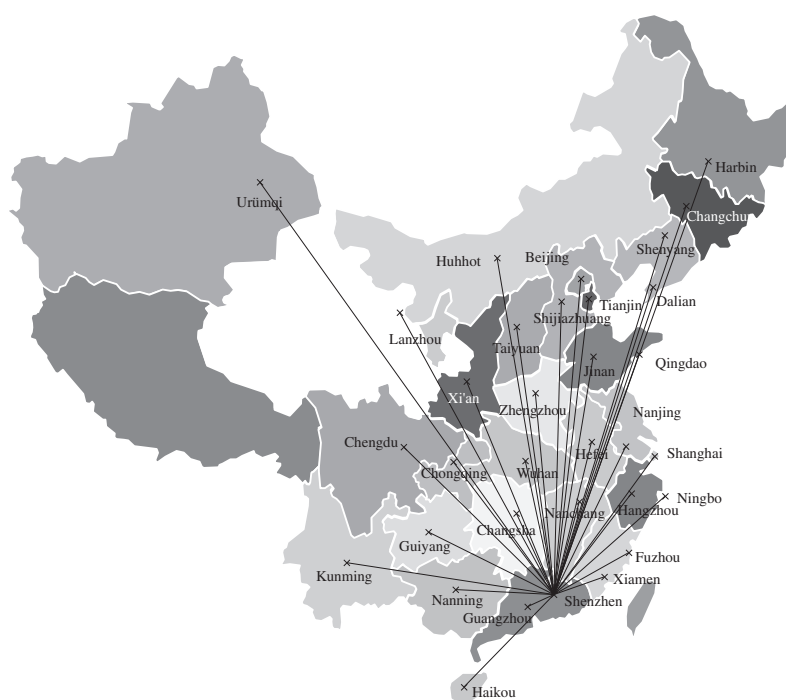 Harbin
Urümqi
Changchu
Shenyang
Huhhot
Beijing
Tianjin
Dalian
Shijiazhuang
Lanzhou
Taiyuan
Qingdao
Jinan
Xi'an
Zhengzhou
Nanjing
Chengdu
Hefei
Shanghai
Chongqing
Wuhan
Ningbo
Nanchang
Hangzhou
Changsha
Guiyang
Fuzhou
Kunming
Xiamen
Nanning
Shenzhen
Guangzhou
Haikou